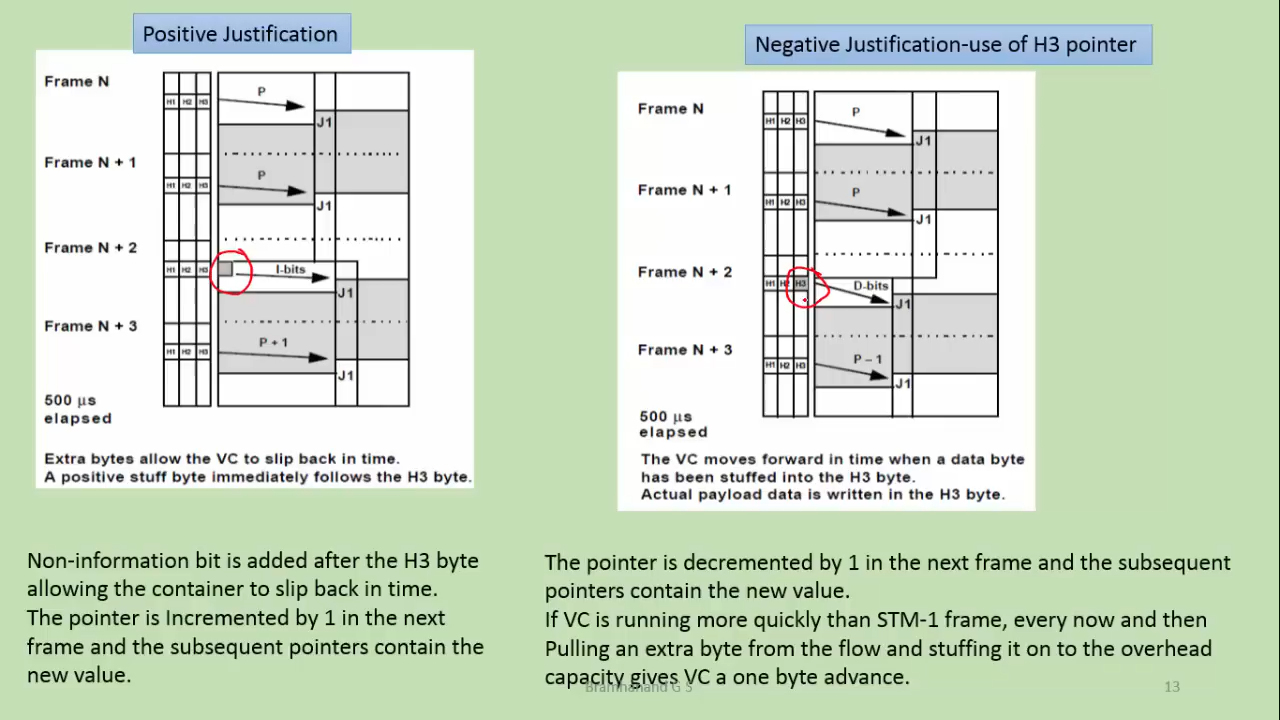 Positive Justification
Frame N
H1 H2 H3
P
J1
Frame N + 1
H1 H2 H3
P
J1
Frame N + 2
H1 H2 H3
I-bits
J1
Frame N + 3
H1 H2 H3
P + 1
J1
500 µs
elapsed
Extra bytes allow the VC to slip back in time.
A positive stuff byte immediately follows the H3 byte.
Non-information bit is added after the H3 byte
allowing the container to slip back in time.
The pointer is Incremented by 1 in the next
frame and the subsequent pointers contain the
new value.
Negative Justification-use of H3 pointer
Frame N
H1 H2 H3
P
J1
Frame N + 1
H1 H2 H3
P
J1
Frame N + 2
H1 H2 H3
D-bits
J1
Frame N + 3
H1 H2 H3
P – 1
J1
500 µs
elapsed
The VC moves forward in time when a data byte
has been stuffed into the H3 byte.
Actual payload data is written in the H3 byte.
The pointer is decremented by 1 in the next frame and the subsequent
pointers contain the new value.
If VC is running more quickly than STM-1 frame, every now and then
Pulling an extra byte from the flow and stuffing it on to the overhead
capacity gives VC a one byte advance.
G S
13